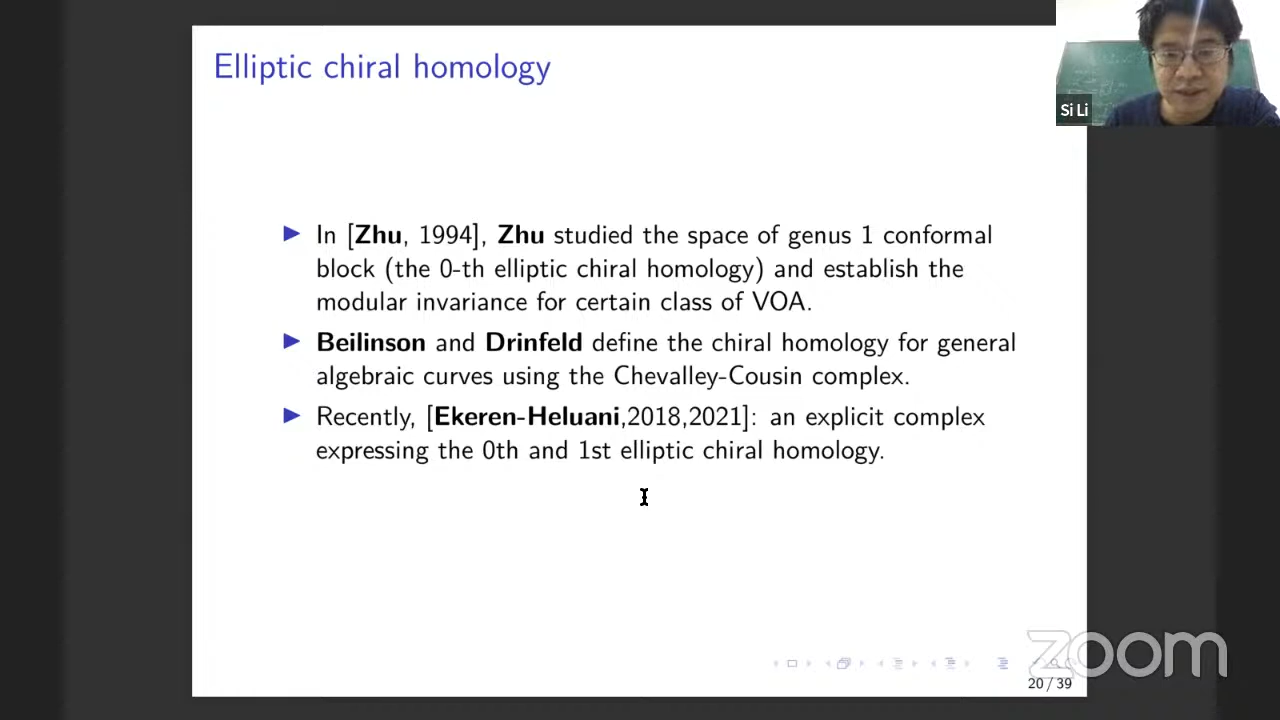 Elliptic chiral homology
Si Li
In [Zhu, 1994], Zhu studied the space of genus 1 conformal
block (the 0-th elliptic chiral homology) and establish the
modular invariance for certain class of VOA.
Beilinson and Drinfeld define the chiral homology for general
algebraic curves using the Chevalley-Cousin complex.
Recently, [Ekeren-Heluani,2018,2021]: an explicit complex
expressing the 0th and 1st elliptic chiral homology.
zoom
20 / 39